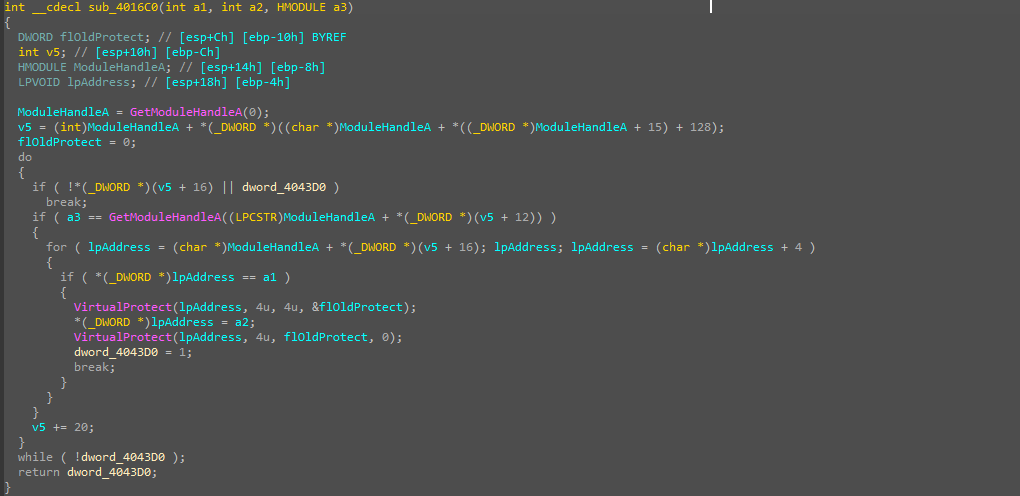 int __cdecl sub_4016C0(int a1, int a2, HMODULE a3)
{
  DWORD flOldProtect; // [esp+Ch] [ebp-10h] BYREF
  int v5; // [esp+10h] [ebp-Ch]
  HMODULE ModuleHandleA; // [esp+14h] [ebp-8h]
  LPVOID lpAddress; // [esp+18h] [ebp-4h]

  ModuleHandleA = GetModuleHandleA(0);
  v5 = (int)ModuleHandleA + *(_DWORD *)((char *)ModuleHandleA + *((_DWORD *)ModuleHandleA + 15) + 128);
  flOldProtect = 0;
  do
  {
    if ( !*(_DWORD *)(v5 + 16) || dword_4043D0 )
      break;
    if ( a3 == GetModuleHandleA((LPCSTR)ModuleHandleA + *(_DWORD *)(v5 + 12)) )
    {
      for ( lpAddress = (char *)ModuleHandleA + *(_DWORD *)(v5 + 16); lpAddress; lpAddress = (char *)lpAddress + 4 )
      {
        if ( *(_DWORD *)lpAddress == a1 )
        {
          VirtualProtect(lpAddress, 4u, 4u, &flOldProtect);
          *(_DWORD *)lpAddress = a2;
          VirtualProtect(lpAddress, 4u, flOldProtect, 0);
          dword_4043D0 = 1;
          break;
        }
      }
    }
    v5 += 20;
  }
  while ( !dword_4043D0 );
  return dword_4043D0;
}